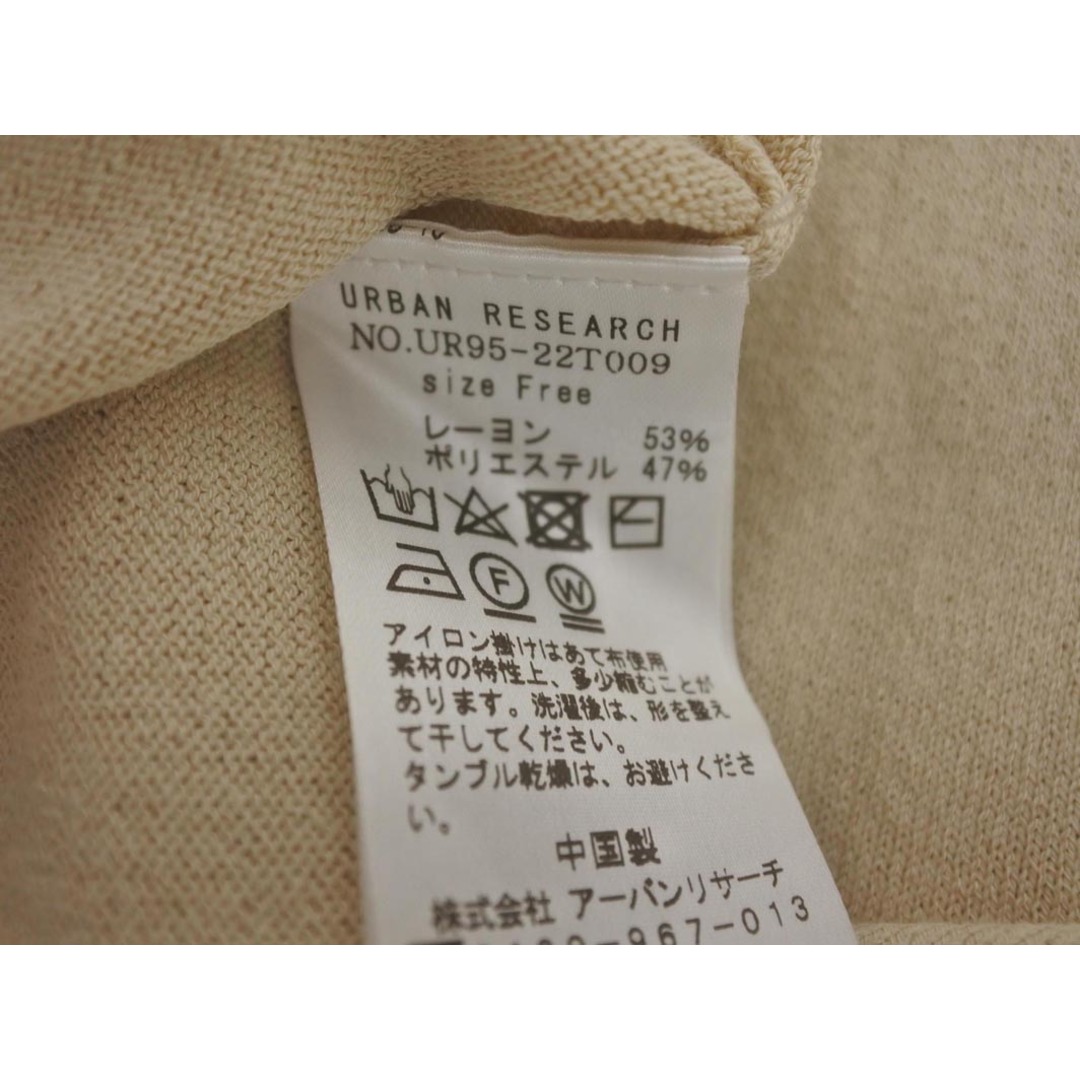 URBAN RESEARCH
NO.UR95-22T009
size Free
レーヨン 53%
ポリエステル 47%
F W
アイロン掛けはあて布使用
素材の特性上、多少縮むことが
あります。洗濯後は、形を整え
て干してください。
タンブル乾燥は、お避けくださ
い。
中国製
株式会社 アーバンリサーチ
-967-013